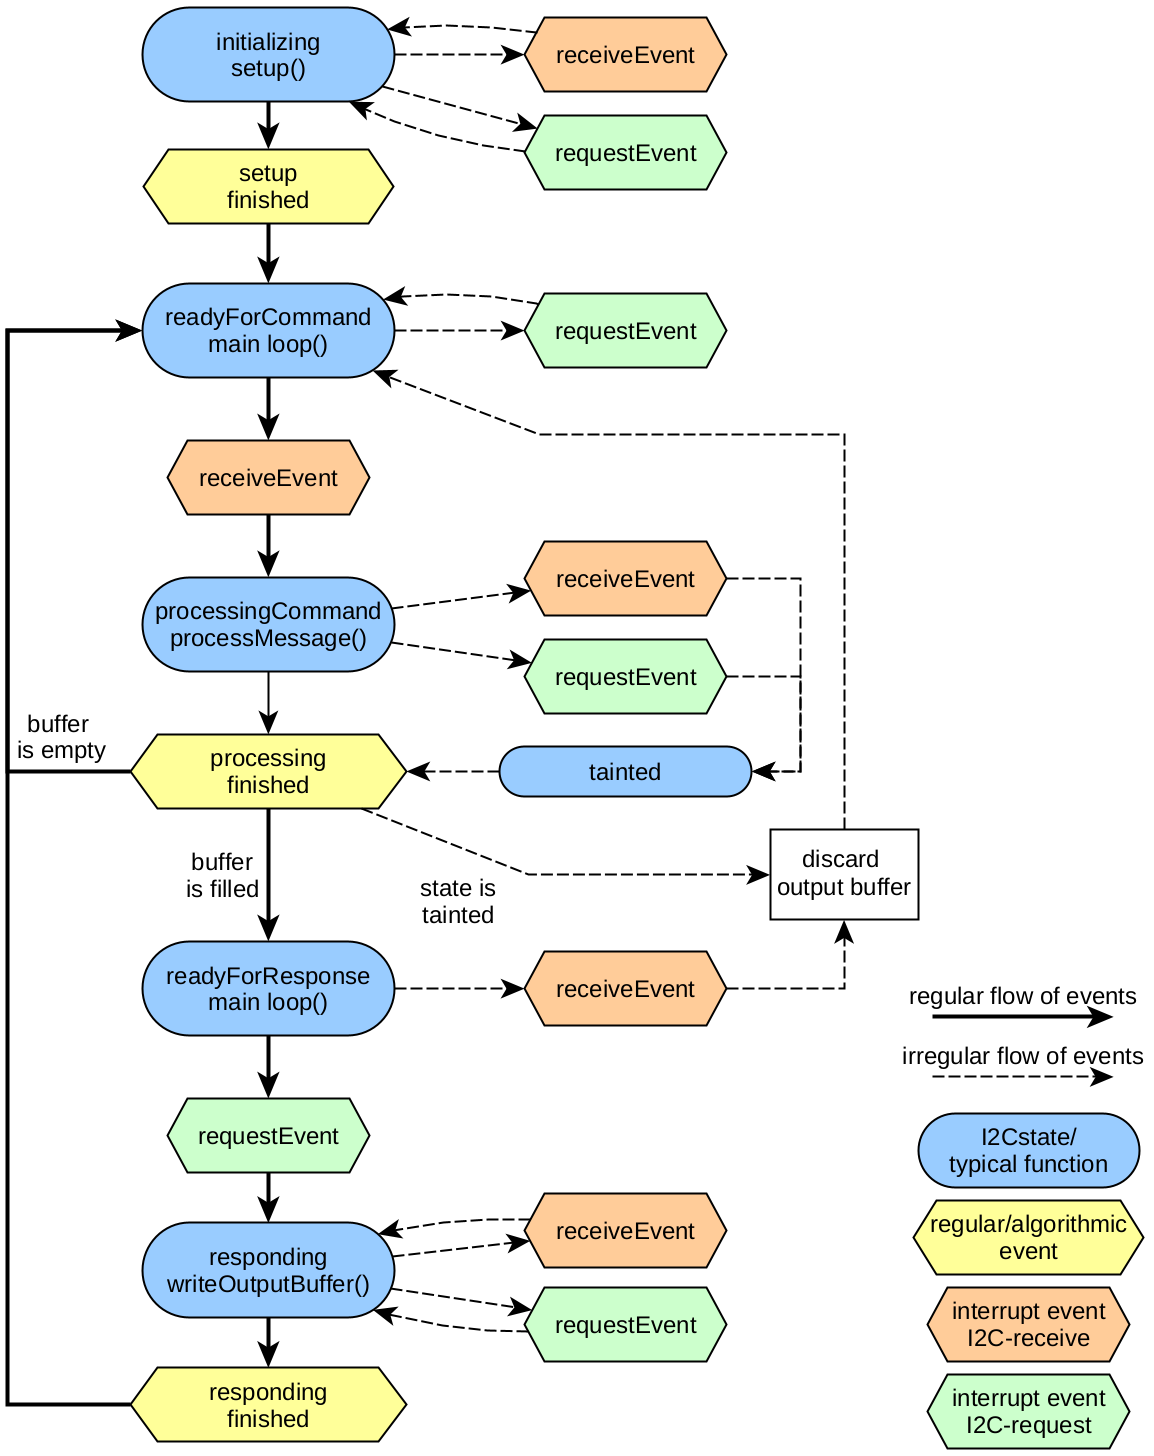 initializing
setup()
receiveEvent
requestEvent
setup
finished
readyForCommand
main loop()
requestEvent
receiveEvent
processingCommand
processMessage()
receiveEvent
requestEvent
buffer
is empty
processing
finished
tainted
buffer
is filled
state is
tainted
discard
output buffer
readyForResponse
main loop()
receiveEvent
requestEvent
responding
writeOutputBuffer()
receiveEvent
requestEvent
responding
finished
regular flow of events
irregular flow of events
I2Cstate/
typical function
regular/algorithmic
event
interrupt event
I2C-receive
interrupt event
I2C-request